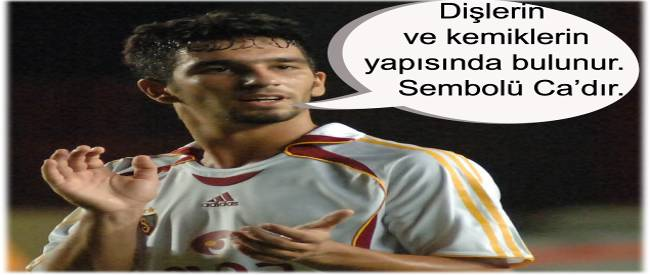 Dişlerin
ve kemiklerin
yapısında bulunur.
Sembolü Ca’dır.
adidas